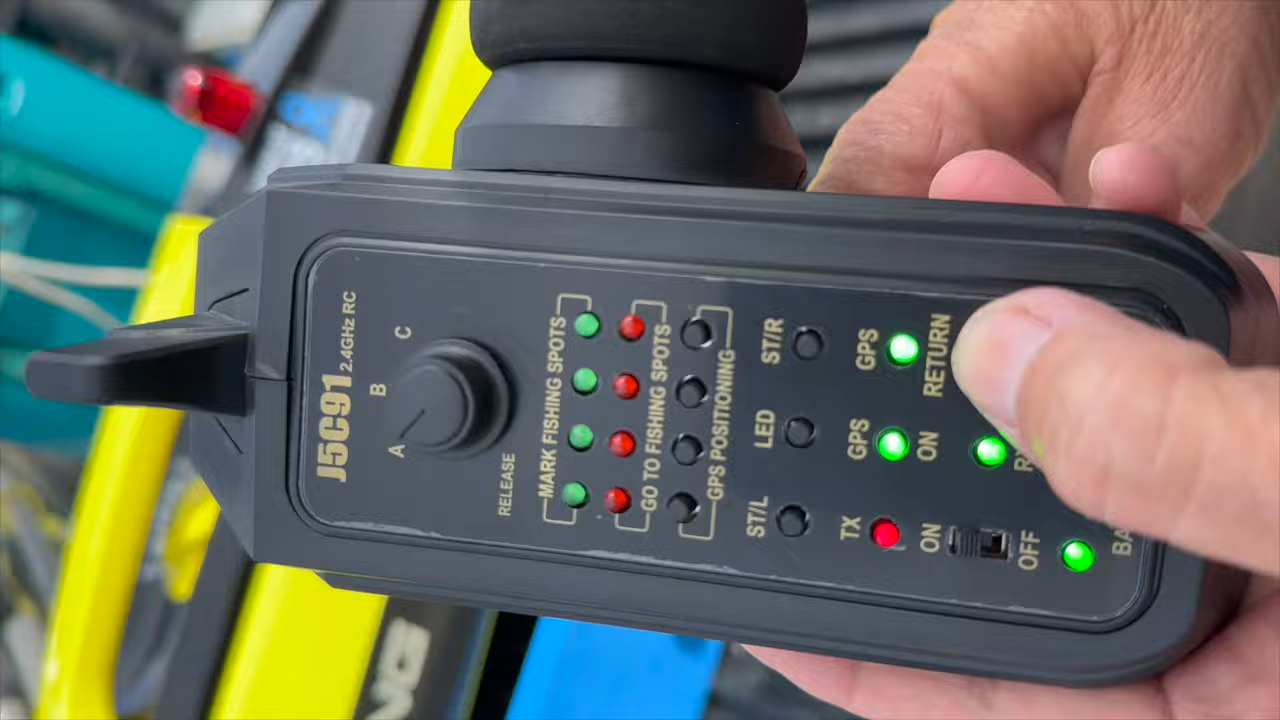 J5C91 2.4GHz RC
A B C
RELEASE
MARK FISHING SPOTS
GO TO FISHING SPOTS
GPS POSITIONING
ST/L LED ST/R
TX GPS GPS
ON ON RETURN
OFF